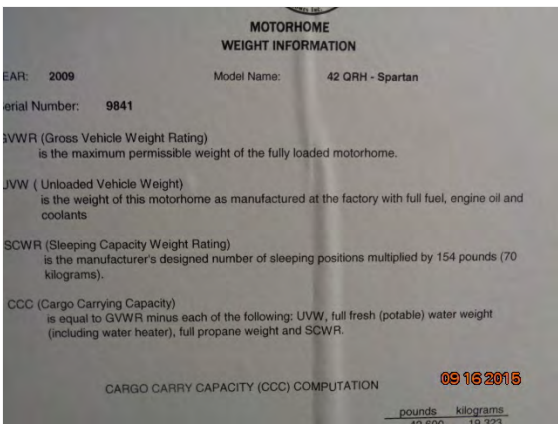 MOTORHOME
WEIGHT INFORMATION
EAR: 2009 Model Name: 42 QRH - Spartan
erial Number: 9841
GVWR (Gross Vehicle Weight Rating)
is the maximum permissible weight of the fully loaded motorhome.
UVW ( Unloaded Vehicle Weight)
is the weight of this motorhome as manufactured at the factory with full fuel, engine oil and
coolants
SCWR (Sleeping Capacity Weight Rating)
is the manufacturer's designed number of sleeping positions multiplied by 154 pounds (70
kilograms).
CCC (Cargo Carrying Capacity)
is equal to GVWR minus each of the following: UVW, full fresh (potable) water weight
(including water heater), full propane weight and SCWR.
09 16 2015
CARGO CARRY CAPACITY (CCC) COMPUTATION
pounds kilograms